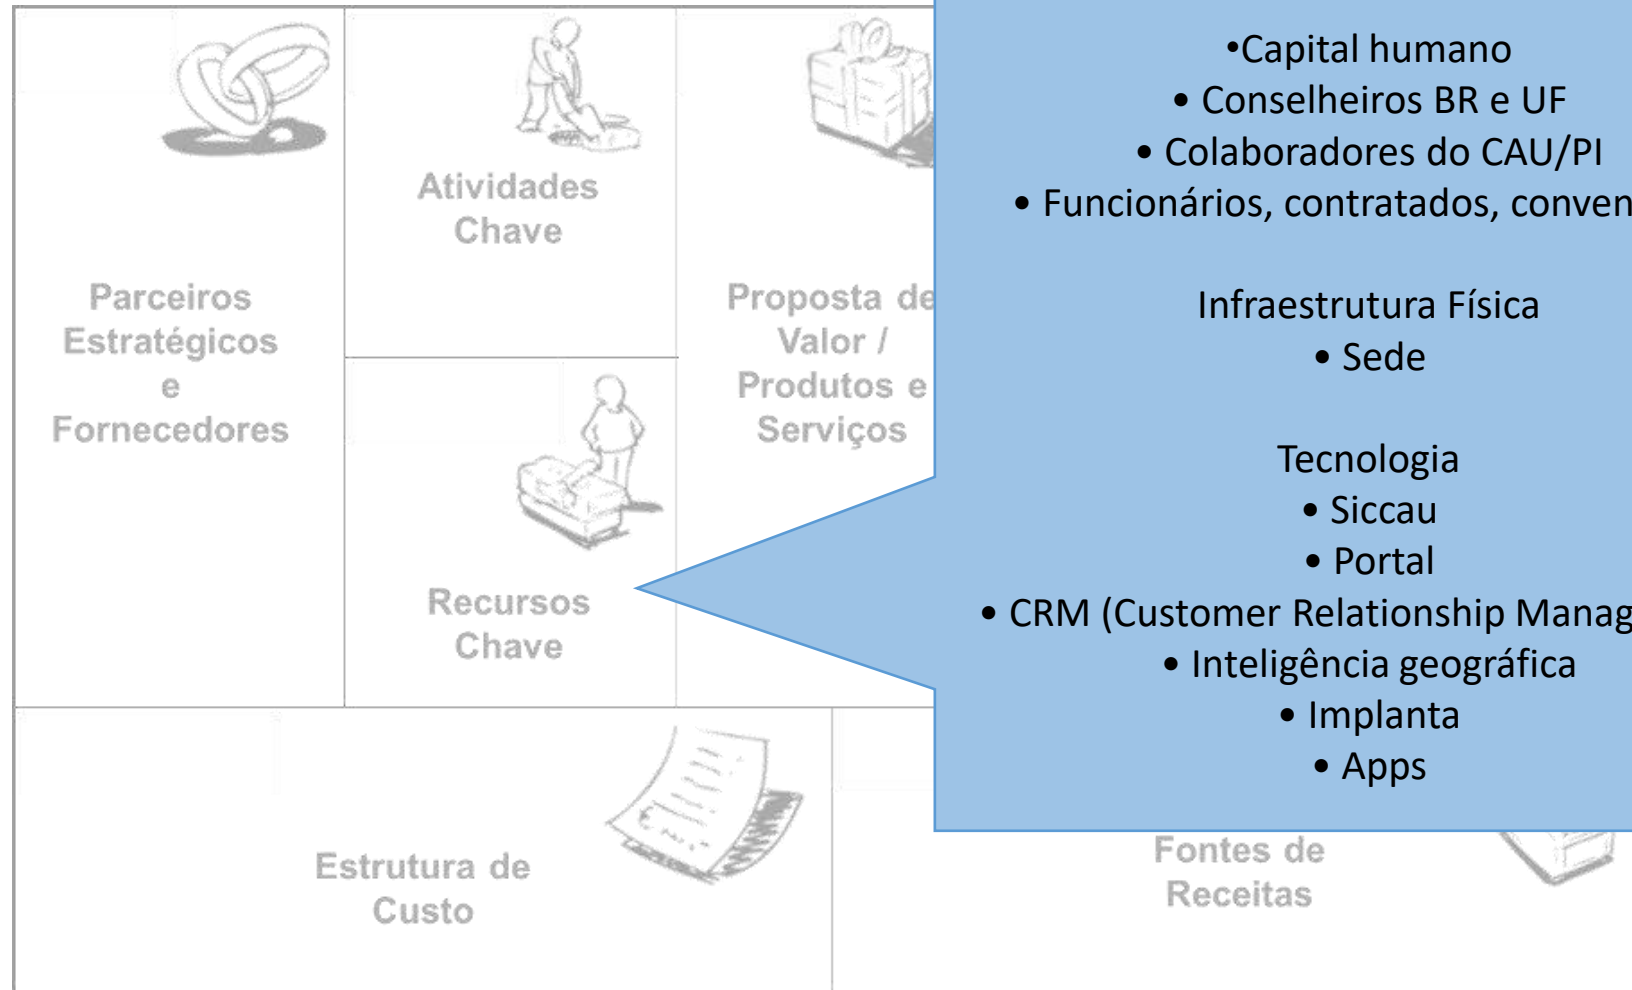 Parceiros
Estratégicos
e
Fornecedores
Atividades
Chave
Recursos
Chave
Proposta de
Valor /
Produtos e
Serviços
•Capital humano
• Conselheiros BR e UF
• Colaboradores do CAU/PI
• Funcionários, contratados, conven
Infraestrutura Física
• Sede
Tecnologia
• Siccau
• Portal
• CRM (Customer Relationship Manag
• Inteligência geográfica
• Implanta
• Apps
Estrutura de
Custo
Fontes de
Receitas